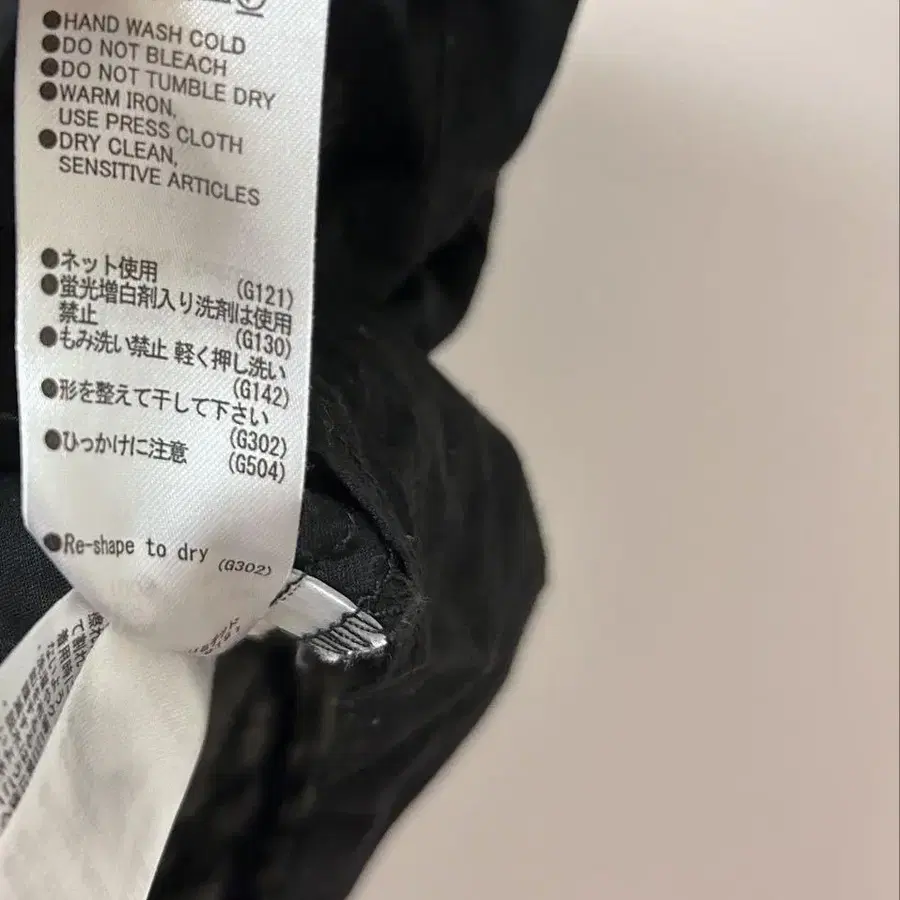 ●HAND WASH COLD
●DO NOT BLEACH
●DO NOT TUMBLE DRY
●WARM IRON,
USE PRESS CLOTH
●DRY CLEAN,
SENSITIVE ARTICLES
●ネット使用 (G121)
●蛍光増白剤入り洗剤は使用
禁止 (G130)
●もみ洗い禁止 軽く押し洗い
(G142)
●形を整えて干して下さい
(G302)
●ひっかけに注意 (G504)
●Re-shape to dry (G302)